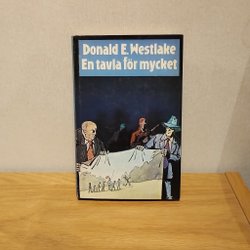 Donald E. Westlake
En tavla för mycket